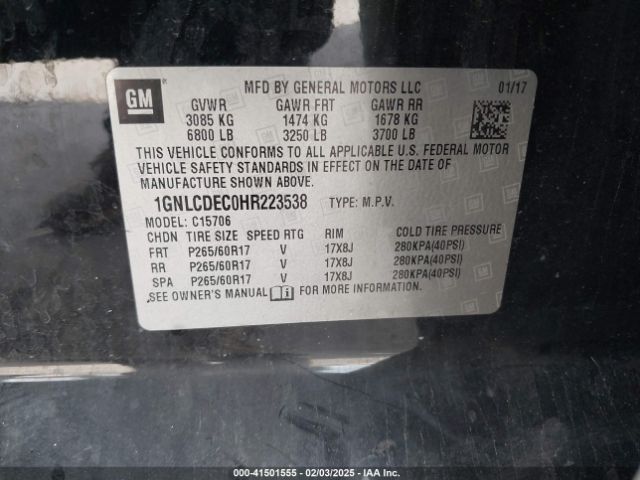 GM
MFD BY GENERAL MOTORS LLC 01/17
GVWR GAWR FRT GAWR RR
3085 KG 1474 KG 1678 KG
6800 LB 3250 LB 3700 LB
THIS VEHICLE CONFORMS TO ALL APPLICABLE U.S. FEDERAL MOTOR
VEHICLE SAFETY STANDARDS IN EFFECT ON THE DATE OF
MANUFACTURE SHOWN ABOVE.
1GNLCDEC0HR223538 TYPE: M.P.V.
MODEL: C15706
CHDN TIRE SIZE SPEED RTG RIM COLD TIRE PRESSURE
FRT P265/60R17 V 17X8J 280KPA(40PSI)
RR P265/60R17 V 17X8J 280KPA(40PSI)
SPA P265/60R17 V 17X8J 280KPA(40PSI)
SEE OWNER'S MANUAL FOR MORE INFORMATION.
000-41501555 - 02/03/2025 - IAA Inc.